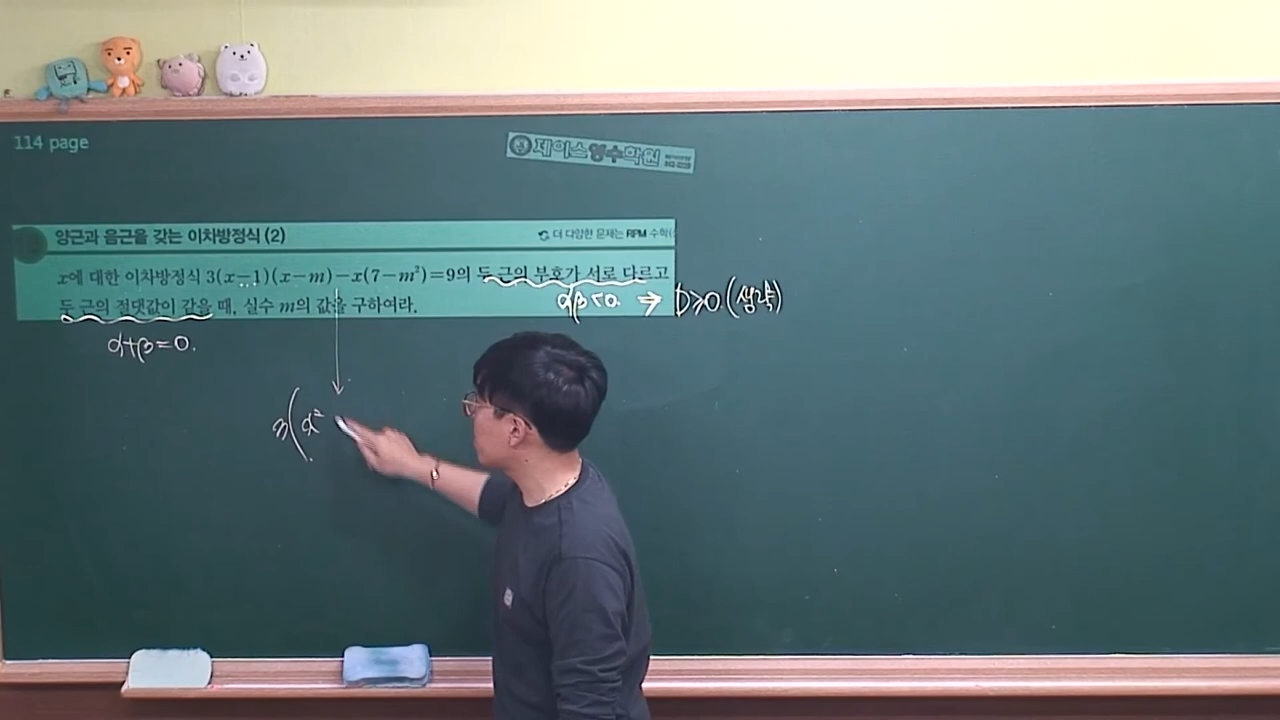 114 page
제이스영수학원
양근과 음근을 갖는 이차방정식 (2)
더 다양한 문제는 RPM 수학(
x에 대한 이차방정식 3(x-1)(x-m)-x(7-m²)=9의 두 근의 부호가 서로 다르고
두 근의 절댓값이 같을 때, 실수 m의 값을 구하여라.
αβ<0. ⇒ D≥0 (생략)
α+β=0.
3(x²